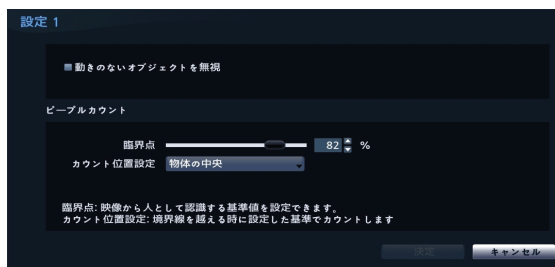 設定 1
動きのないオブジェクトを無視
ピープルカウント
臨界点 82 %
カウント位置設定 物体の中央
臨界点: 映像から人として認識する基準値を設定できます。
カウント位置設定: 境界線を越える時に設定した基準でカウントします
決定 キャンセル